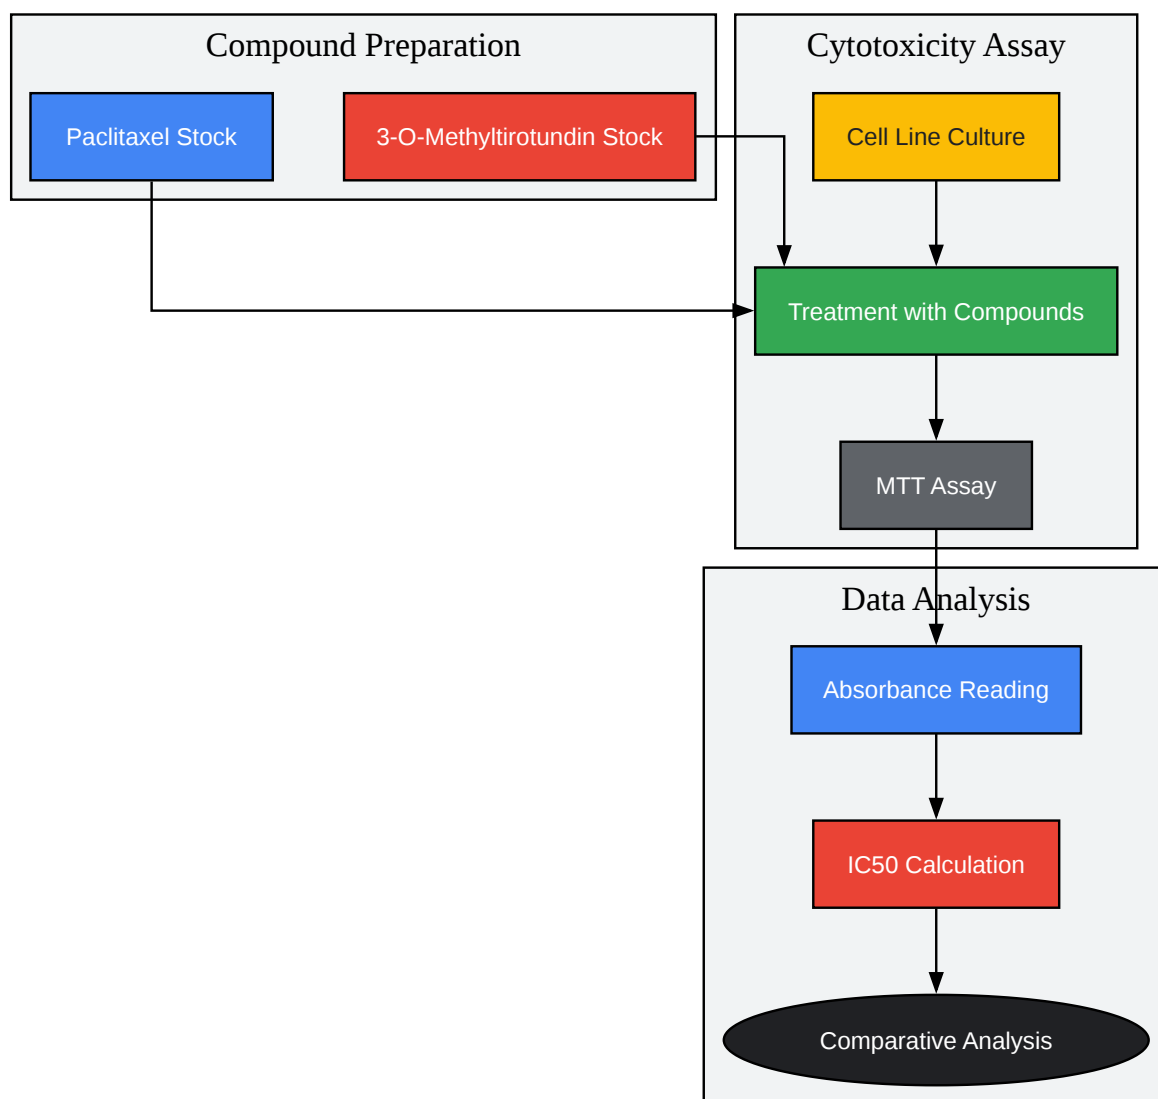 Compound Preparation
Paclitaxel Stock
3-O-Methyltirotundin Stock
Cytotoxicity Assay
Cell Line Culture
Treatment with Compounds
MTT Assay
Data Analysis
Absorbance Reading
IC50 Calculation
Comparative Analysis